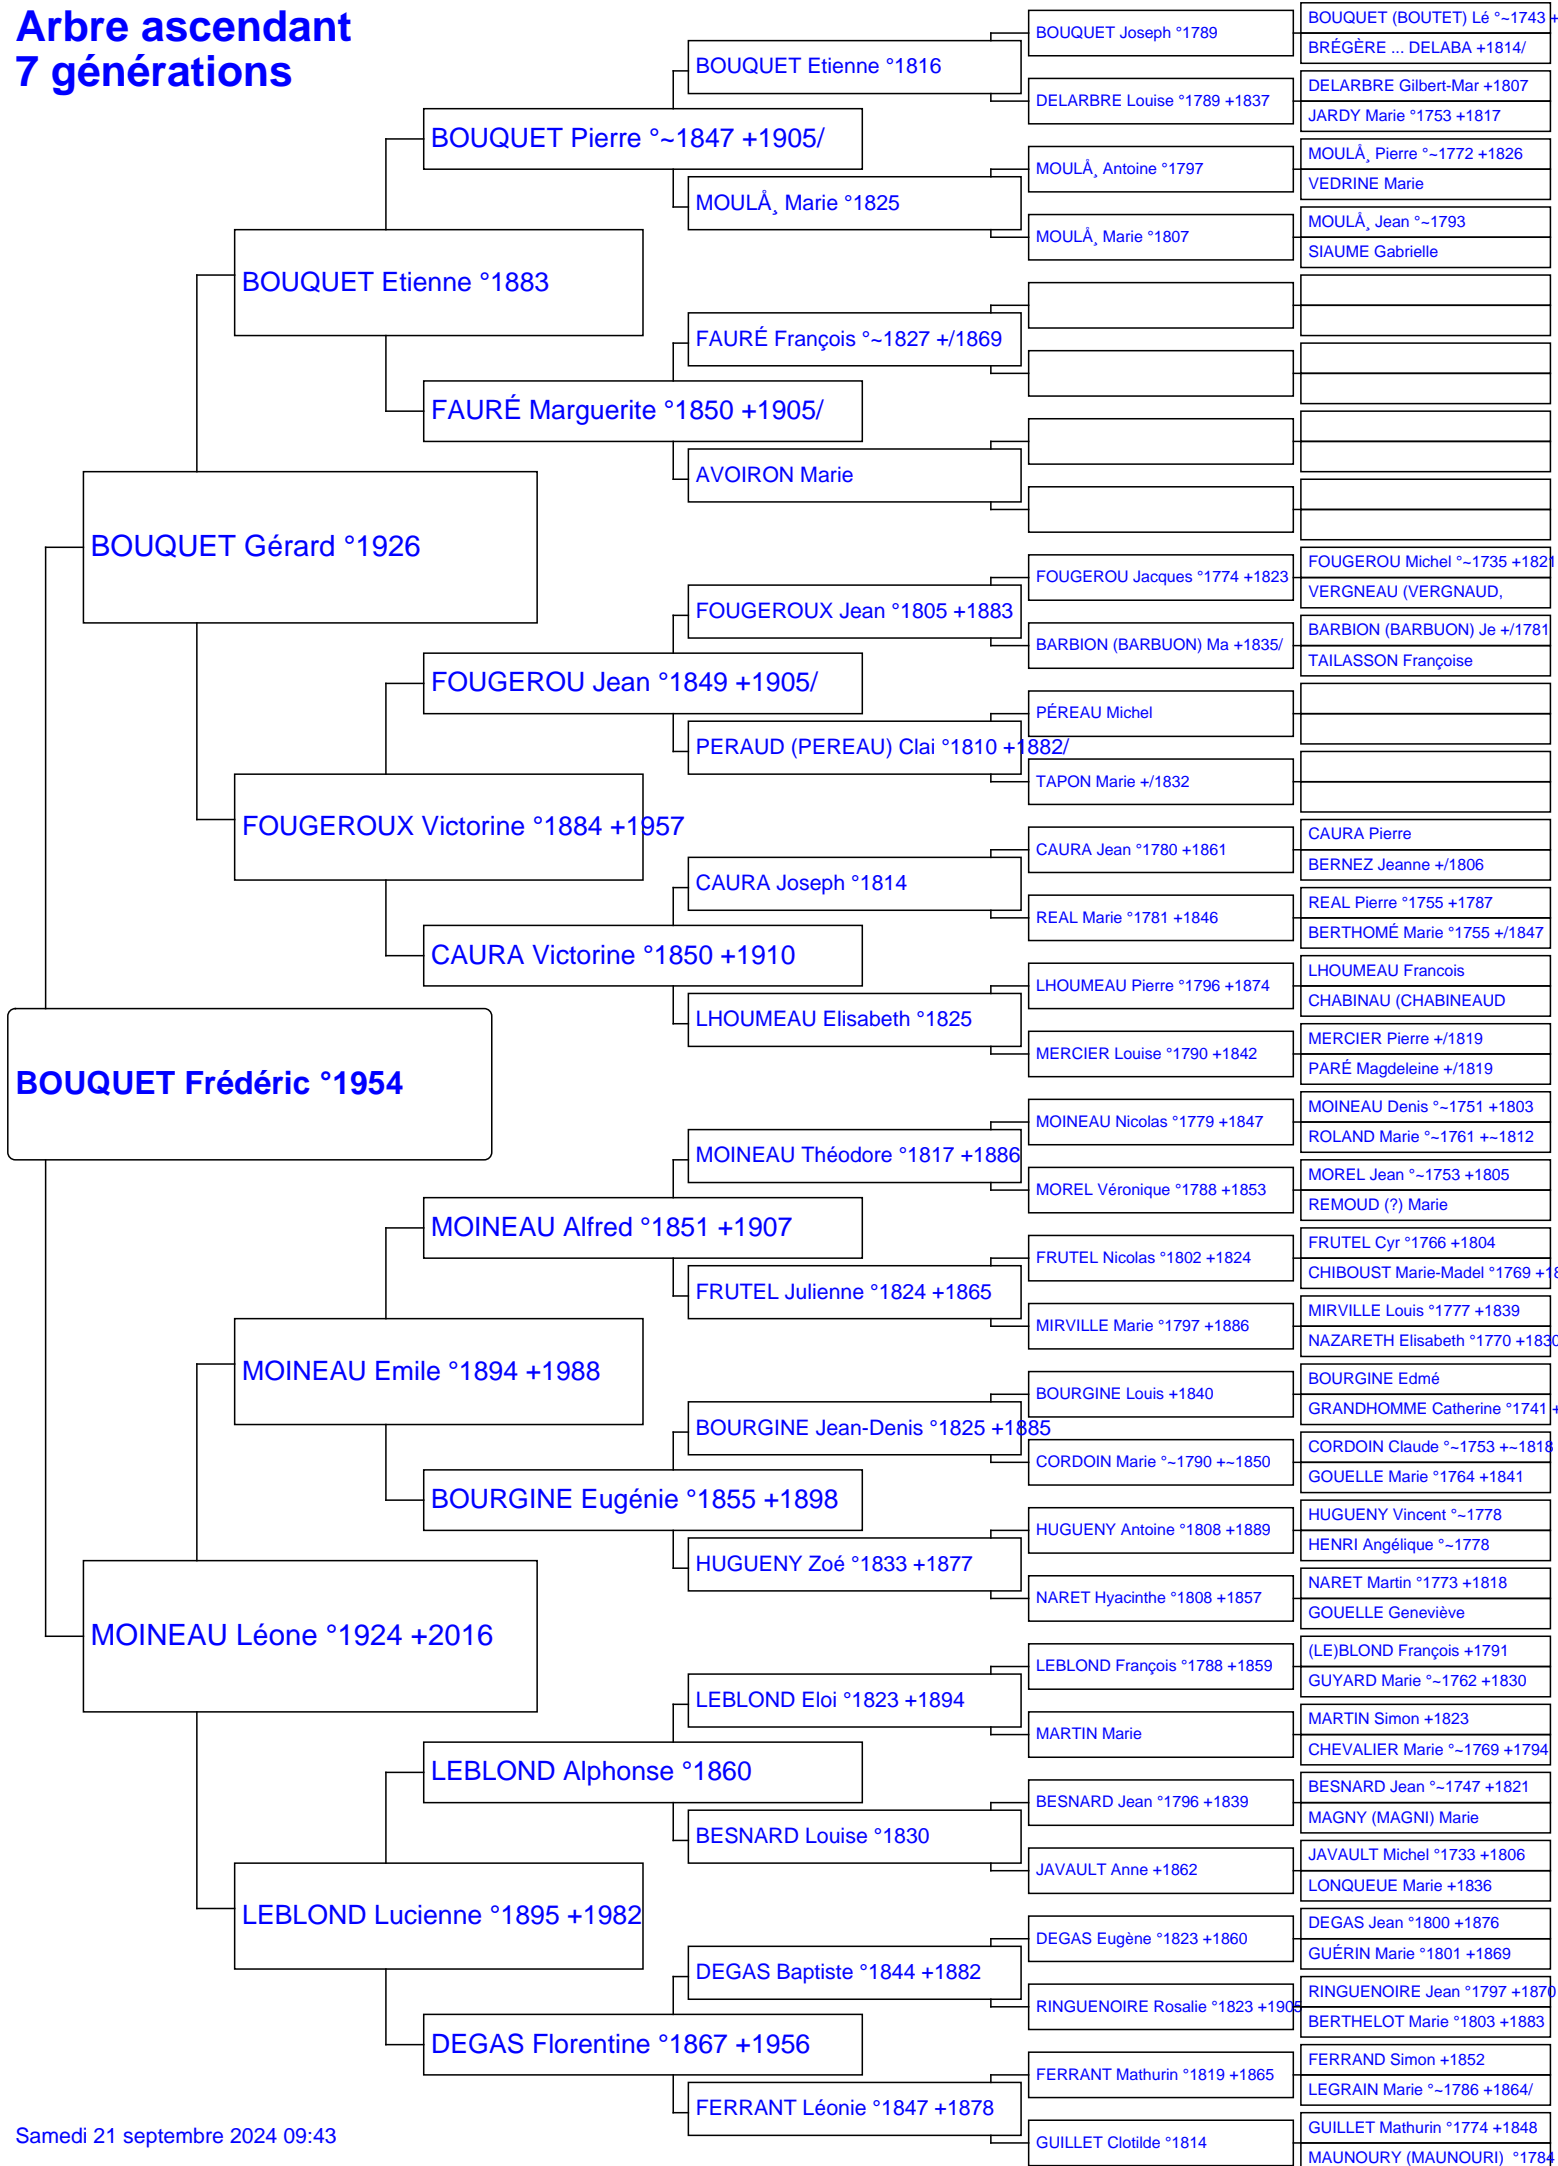 Arbre ascendant
7 générations
BOUQUET Frédéric °1954
BOUQUET Gérard °1926
MOINEAU Léone °1924 +2016
BOUQUET Etienne °1883
FOUGEROUX Victorine °1884 +1957
MOINEAU Emile °1894 +1988
LEBLOND Lucienne °1895 +1982
BOUQUET Pierre °~1847 +1905/
FAURÉ Marguerite °1850 +1905/
FOUGEROU Jean °1849 +1905/
CAURA Victorine °1850 +1910
MOINEAU Alfred °1851 +1907
BOURGINE Eugénie °1855 +1898
LEBLOND Alphonse °1860
DEGAS Florentine °1867 +1956
BOUQUET Etienne °1816
MOULÅ¸ Marie °1825
FAURÉ François °~1827 +/1869
AVOIRON Marie
FOUGEROUX Jean °1805 +1883
PERAUD (PEREAU) Clai °1810 +1882/
CAURA Joseph °1814
LHOUMEAU Elisabeth °1825
MOINEAU Théodore °1817 +1886
FRUTEL Julienne °1824 +1865
BOURGINE Jean-Denis °1825 +1885
HUGUENY Zoé °1833 +1877
LEBLOND Eloi °1823 +1894
BESNARD Louise °1830
DEGAS Baptiste °1844 +1882
FERRANT Léonie °1847 +1878
BOUQUET Joseph °1789
DELARBRE Louise °1789 +1837
MOULÅ¸ Antoine °1797
MOULÅ¸ Marie °1807
FOUGEROU Jacques °1774 +1823
BARBION (BARBUON) Ma +1835/
PÉREAU Michel
TAPON Marie +/1832
CAURA Jean °1780 +1861
REAL Marie °1781 +1846
LHOUMEAU Pierre °1796 +1874
MERCIER Louise °1790 +1842
MOINEAU Nicolas °1779 +1847
MOREL Véronique °1788 +1853
FRUTEL Nicolas °1802 +1824
MIRVILLE Marie °1797 +1886
BOURGINE Louis +1840
CORDOIN Marie °~1790 +~1850
HUGUENY Antoine °1808 +1889
NARET Hyacinthe °1808 +1857
LEBLOND François °1788 +1859
MARTIN Marie
BESNARD Jean °1796 +1839
JAVAULT Anne +1862
DEGAS Eugène °1823 +1860
RINGUENOIRE Rosalie °1823 +1905
FERRANT Mathurin °1819 +1865
GUILLET Clotilde °1814
BOUQUET (BOUTET) Lé °~1743 +
BRÉGÈRE ... DELABA +1814/
DELARBRE Gilbert-Mar +1807
JARDY Marie °1753 +1817
MOULÅ¸ Pierre °~1772 +1826
VEDRINE Marie
MOULÅ¸ Jean °~1793
SIAUME Gabrielle
FOUGEROU Michel °~1735 +1821
VERGNEAU (VERGNAUD,
BARBION (BARBUON) Je +/1781
TAILASSON Françoise
CAURA Pierre
BERNEZ Jeanne +/1806
REAL Pierre °1755 +1787
BERTHOMÉ Marie °1755 +/1847
LHOUMEAU Francois
CHABINAU (CHABINEAUD
MERCIER Pierre +/1819
PARÉ Magdeleine +/1819
MOINEAU Denis °~1751 +1803
ROLAND Marie °~1761 +~1812
MOREL Jean °~1753 +1805
REMOUD (?) Marie
FRUTEL Cyr °1766 +1804
CHIBOUST Marie-Madel °1769 +18
MIRVILLE Louis °1777 +1839
NAZARETH Elisabeth °1770 +1830
BOURGINE Edmé
GRANDHOMME Catherine °1741 +
CORDOIN Claude °~1753 +~1818
GOUELLE Marie °1764 +1841
HUGUENY Vincent °~1778
HENRI Angélique °~1778
NARET Martin °1773 +1818
GOUELLE Geneviève
(LE)BLOND François +1791
GUYARD Marie °~1762 +1830
MARTIN Simon +1823
CHEVALIER Marie °~1769 +1794
BESNARD Jean °~1747 +1821
MAGNY (MAGNI) Marie
JAVAULT Michel °1733 +1806
LONQUEUE Marie +1836
DEGAS Jean °1800 +1876
GUÉRIN Marie °1801 +1869
RINGUENOIRE Jean °1797 +1870
BERTHELOT Marie °1803 +1883
FERRAND Simon +1852
LEGRAIN Marie °~1786 +1864/
GUILLET Mathurin °1774 +1848
MAUNOURY (MAUNOURI) °1784
Samedi 21 septembre 2024 09:43